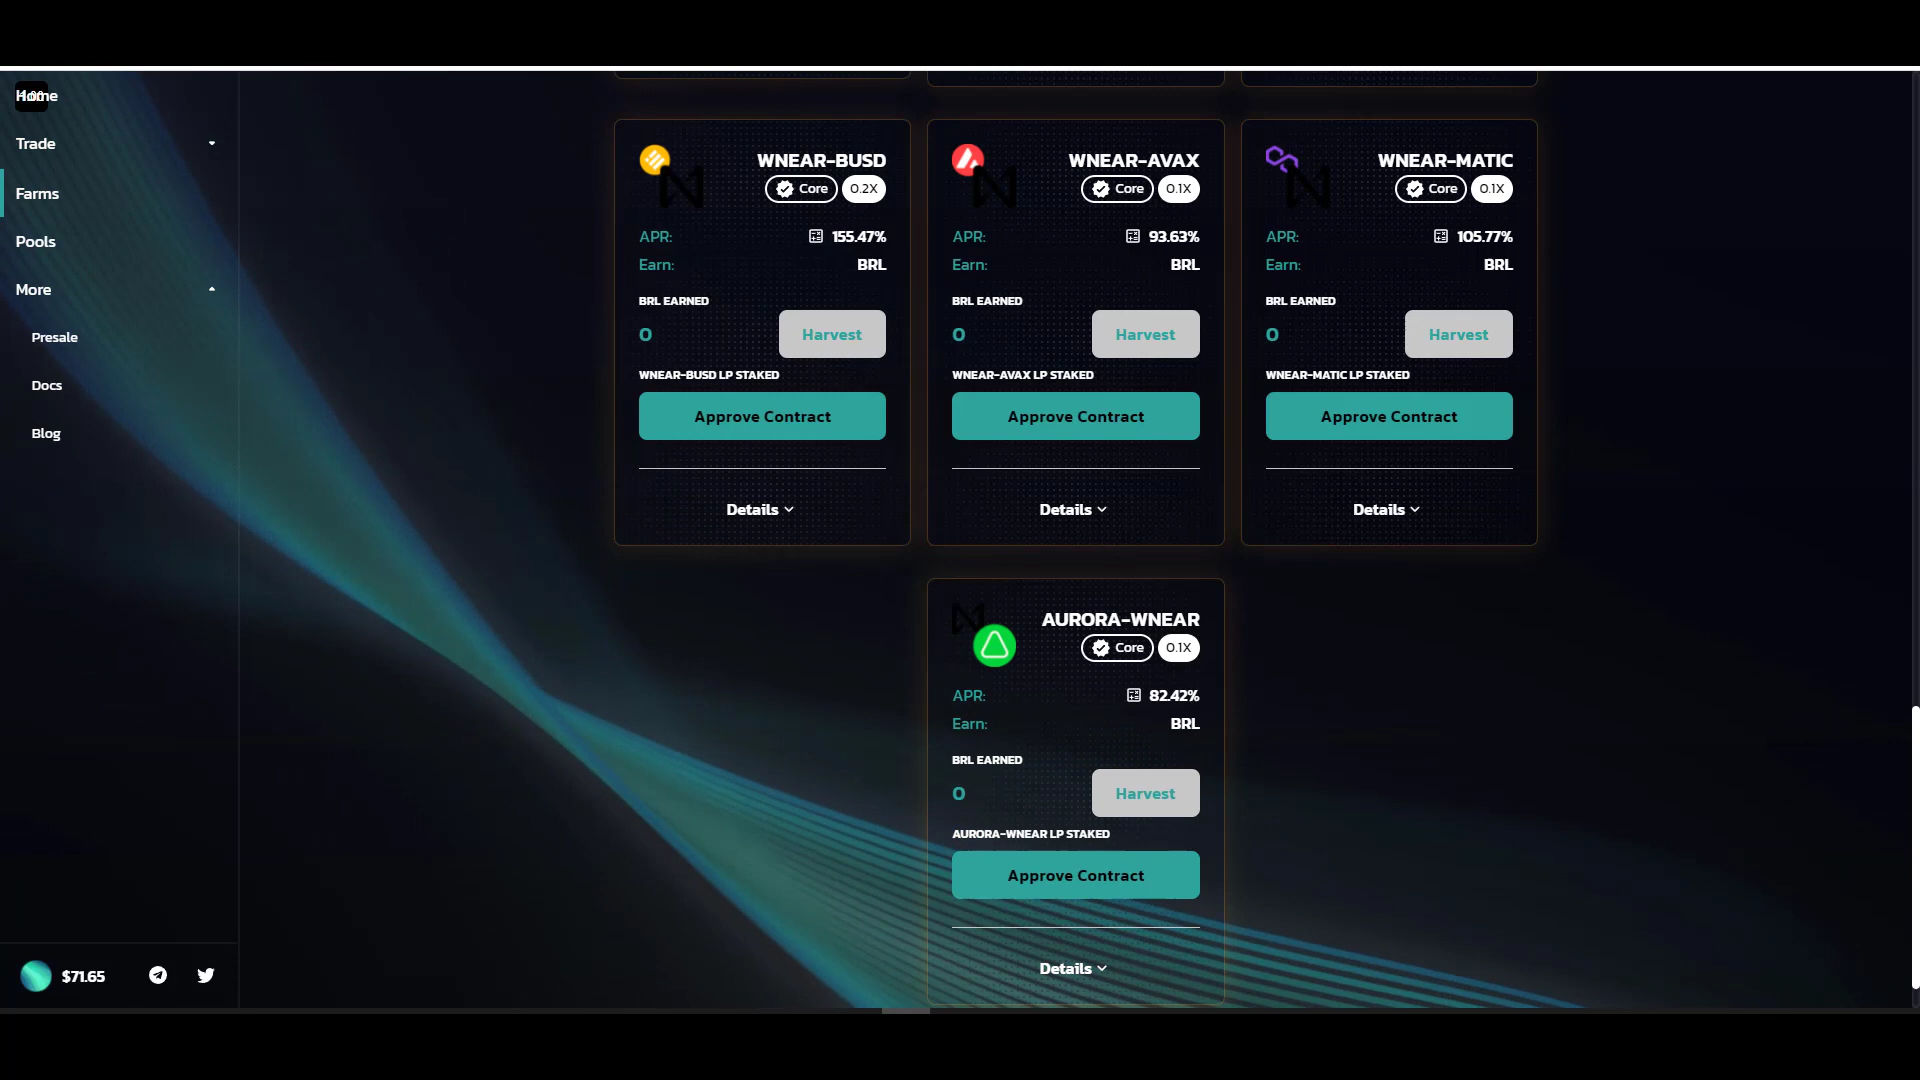 Home
Trade
Farms
Pools
More
Presale
Docs
Blog
$71.65
WNEAR-BUSD
Core 0.2X
APR: 155.47%
Earn: BRL
BRL EARNED
0 Harvest
WNEAR-BUSD LP STAKED
Approve Contract
Details
WNEAR-AVAX
Core 0.1X
APR: 93.63%
Earn: BRL
BRL EARNED
0 Harvest
WNEAR-AVAX LP STAKED
Approve Contract
Details
WNEAR-MATIC
Core 0.1X
APR: 105.77%
Earn: BRL
BRL EARNED
0 Harvest
WNEAR-MATIC LP STAKED
Approve Contract
Details
AURORA-WNEAR
Core 0.1X
APR: 82.42%
Earn: BRL
BRL EARNED
0 Harvest
AURORA-WNEAR LP STAKED
Approve Contract
Details